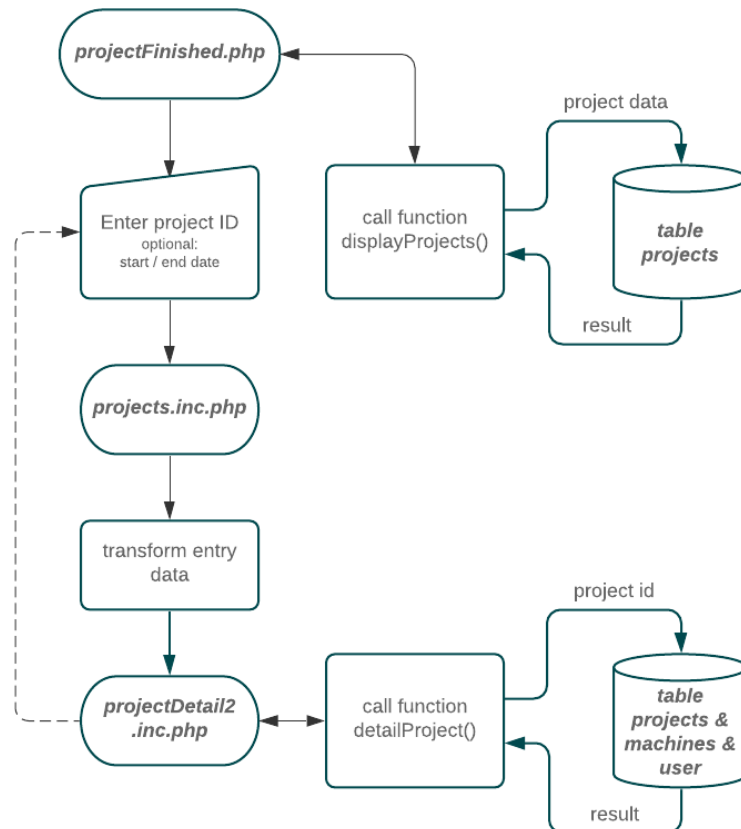 projectFinished.php
project data
Enter project ID
optional:
start / end date
call function
displayProjects()
table
projects
result
projects.inc.php
transform entry
data
project id
projectDetail2
.inc.php
call function
detailProject()
table
projects &
machines &
user
result